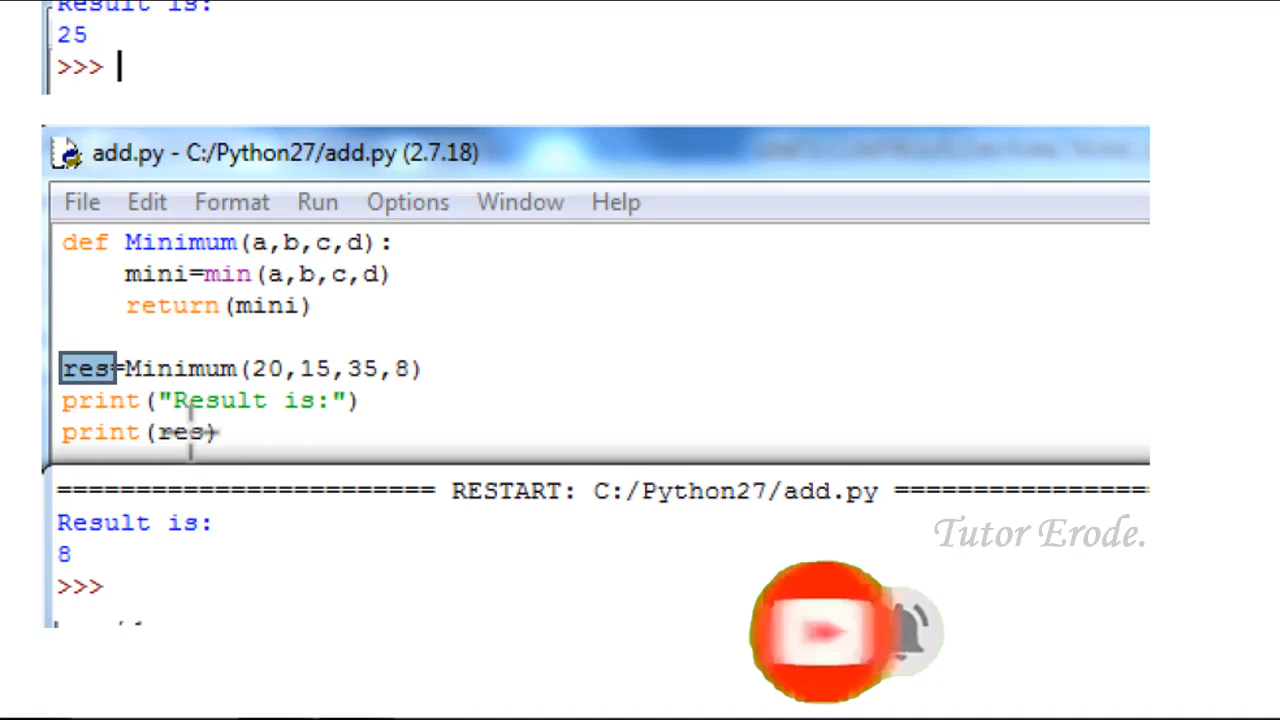 Result is:
25
>>>
add.py - C:/Python27/add.py (2.7.18)
File Edit Format Run Options Window Help
def Minimum(a,b,c,d):
    mini=min(a,b,c,d)
    return(mini)
res=Minimum(20,15,35,8)
print("Result is:")
print(res)
======================== RESTART: C:/Python27/add.py ================
Result is:
8
>>>
Tutor Erode.